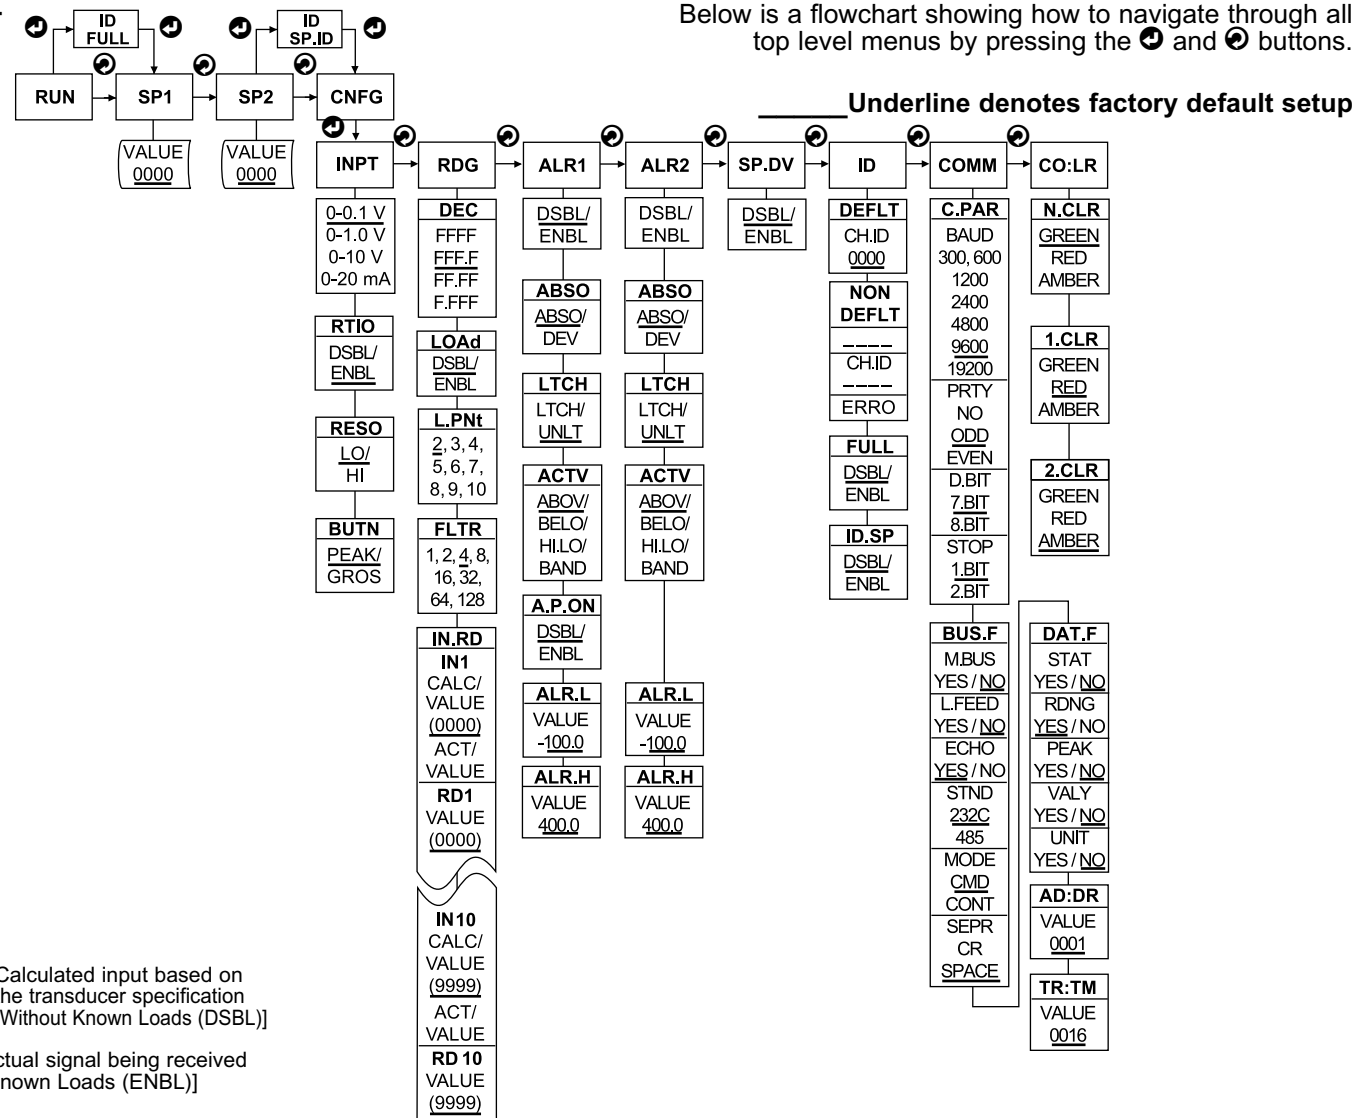 Below is a flowchart showing how to navigate through all
top level menus by pressing the and buttons.
Underline denotes factory default setup
ID
FULL
ID
SP.ID
RUN
SP1
SP2
CNFG
VALUE
0000
VALUE
0000
INPT
RDG
ALR1
ALR2
SP.DV
ID
COMM
CO:LR
0-0.1 V
0-1.0 V
0-10 V
0-20 mA
RTIO
DSBL/
ENBL
RESO
LO/
HI
BUTN
PEAK/
GROS
DEC
FFFF
FFF.F
FF.FF
F.FFF
LOAd
DSBL/
ENBL
L.PNt
2, 3, 4,
5, 6, 7,
8, 9, 10
FLTR
1, 2, 4, 8,
16, 32,
64, 128
IN.RD
IN1
CALC/
VALUE
(0000)
ACT/
VALUE
RD1
VALUE
(0000)
IN10
CALC/
VALUE
(9999)
ACT/
VALUE
RD 10
VALUE
(9999)
DSBL/
ENBL
ABSO
ABSO/
DEV
LTCH
LTCH/
UNLT
ACTV
ABOV/
BELO/
HI.LO/
BAND
A.P.ON
DSBL/
ENBL
ALR.L
VALUE
-100.0
ALR.H
VALUE
400.0
DSBL/
ENBL
ABSO
ABSO/
DEV
LTCH
LTCH/
UNLT
ACTV
ABOV/
BELO/
HI.LO/
BAND
ALR.L
VALUE
-100.0
ALR.H
VALUE
400.0
DSBL/
ENBL
DEFLT
CH.ID
0000
NON
DEFLT
____
CH.ID
____
ERRO
FULL
DSBL/
ENBL
ID.SP
DSBL/
ENBL
C.PAR
BAUD
300, 600
1200
2400
4800
9600
19200
PRTY
NO
ODD
EVEN
D.BIT
7.BIT
8.BIT
STOP
1.BIT
2.BIT
BUS.F
M.BUS
YES / NO
L.FEED
YES / NO
ECHO
YES / NO
STND
232C
485
MODE
CMD
CONT
SEPR
CR
SPACE
N.CLR
GREEN
RED
AMBER
1.CLR
GREEN
RED
AMBER
2.CLR
GREEN
RED
AMBER
DAT.F
STAT
YES / NO
RDNG
YES / NO
PEAK
YES / NO
VALY
YES / NO
UNIT
YES / NO
AD:DR
VALUE
0001
TR:TM
VALUE
0016
Calculated input based on
he transducer specification
Without Known Loads (DSBL)]
ctual signal being received
nown Loads (ENBL)]